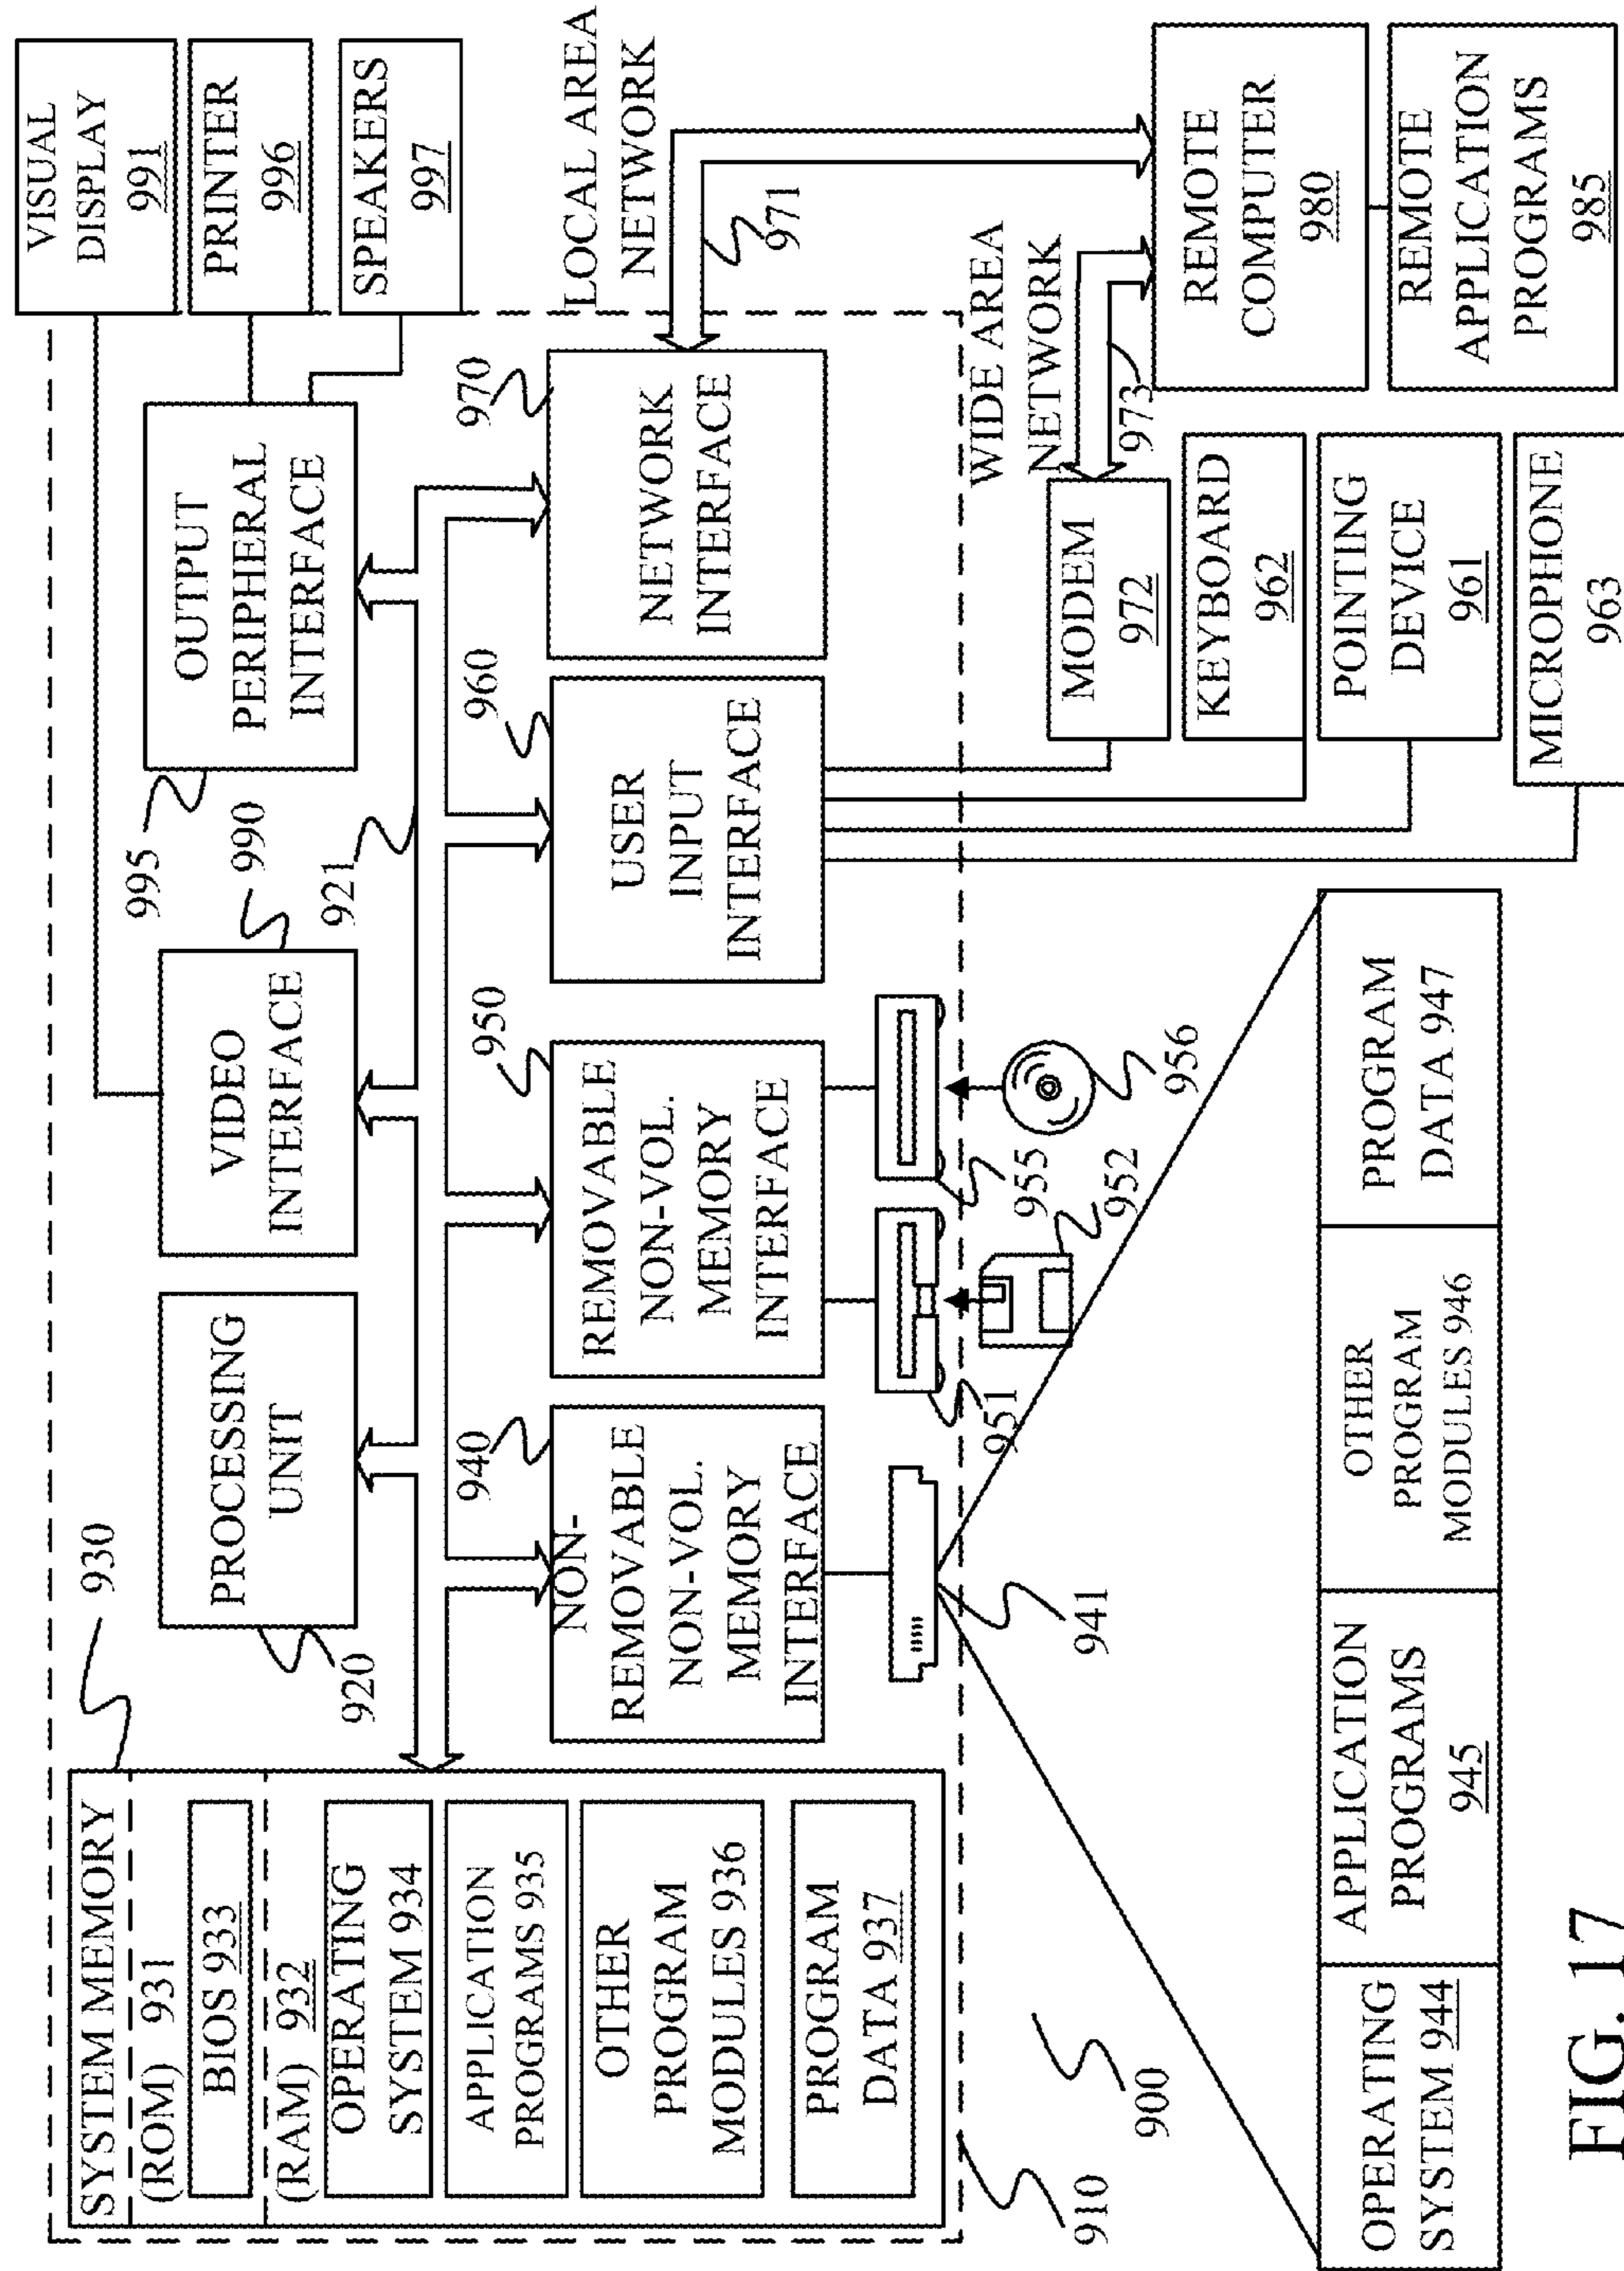 SYSTEM MEMORY
(ROM) 931
BIOS 933
(RAM) 932
OPERATING
SYSTEM 934
APPLICATION
PROGRAMS 935
OTHER
PROGRAM
MODULES 936
PROGRAM
DATA 937
930
PROCESSING
UNIT
920
VIDEO
INTERFACE
990
921
OUTPUT
PERIPHERAL
INTERFACE
995
VISUAL
DISPLAY
991
PRINTER
996
SPEAKERS
997
940
NON-
REMOVABLE
NON-VOL.
MEMORY
INTERFACE
950
REMOVABLE
NON-VOL.
MEMORY
INTERFACE
960
USER
INPUT
INTERFACE
970
NETWORK
INTERFACE
LOCAL AREA
NETWORK
971
941
951
952
955
956
WIDE AREA
NETWORK
973
MODEM
972
KEYBOARD
962
POINTING
DEVICE
961
MICROPHONE
963
REMOTE
COMPUTER
980
REMOTE
APPLICATION
PROGRAMS
985
910
900
OPERATING
SYSTEM 944
APPLICATION
PROGRAMS
945
OTHER
PROGRAM
MODULES 946
PROGRAM
DATA 947
FIG. 17